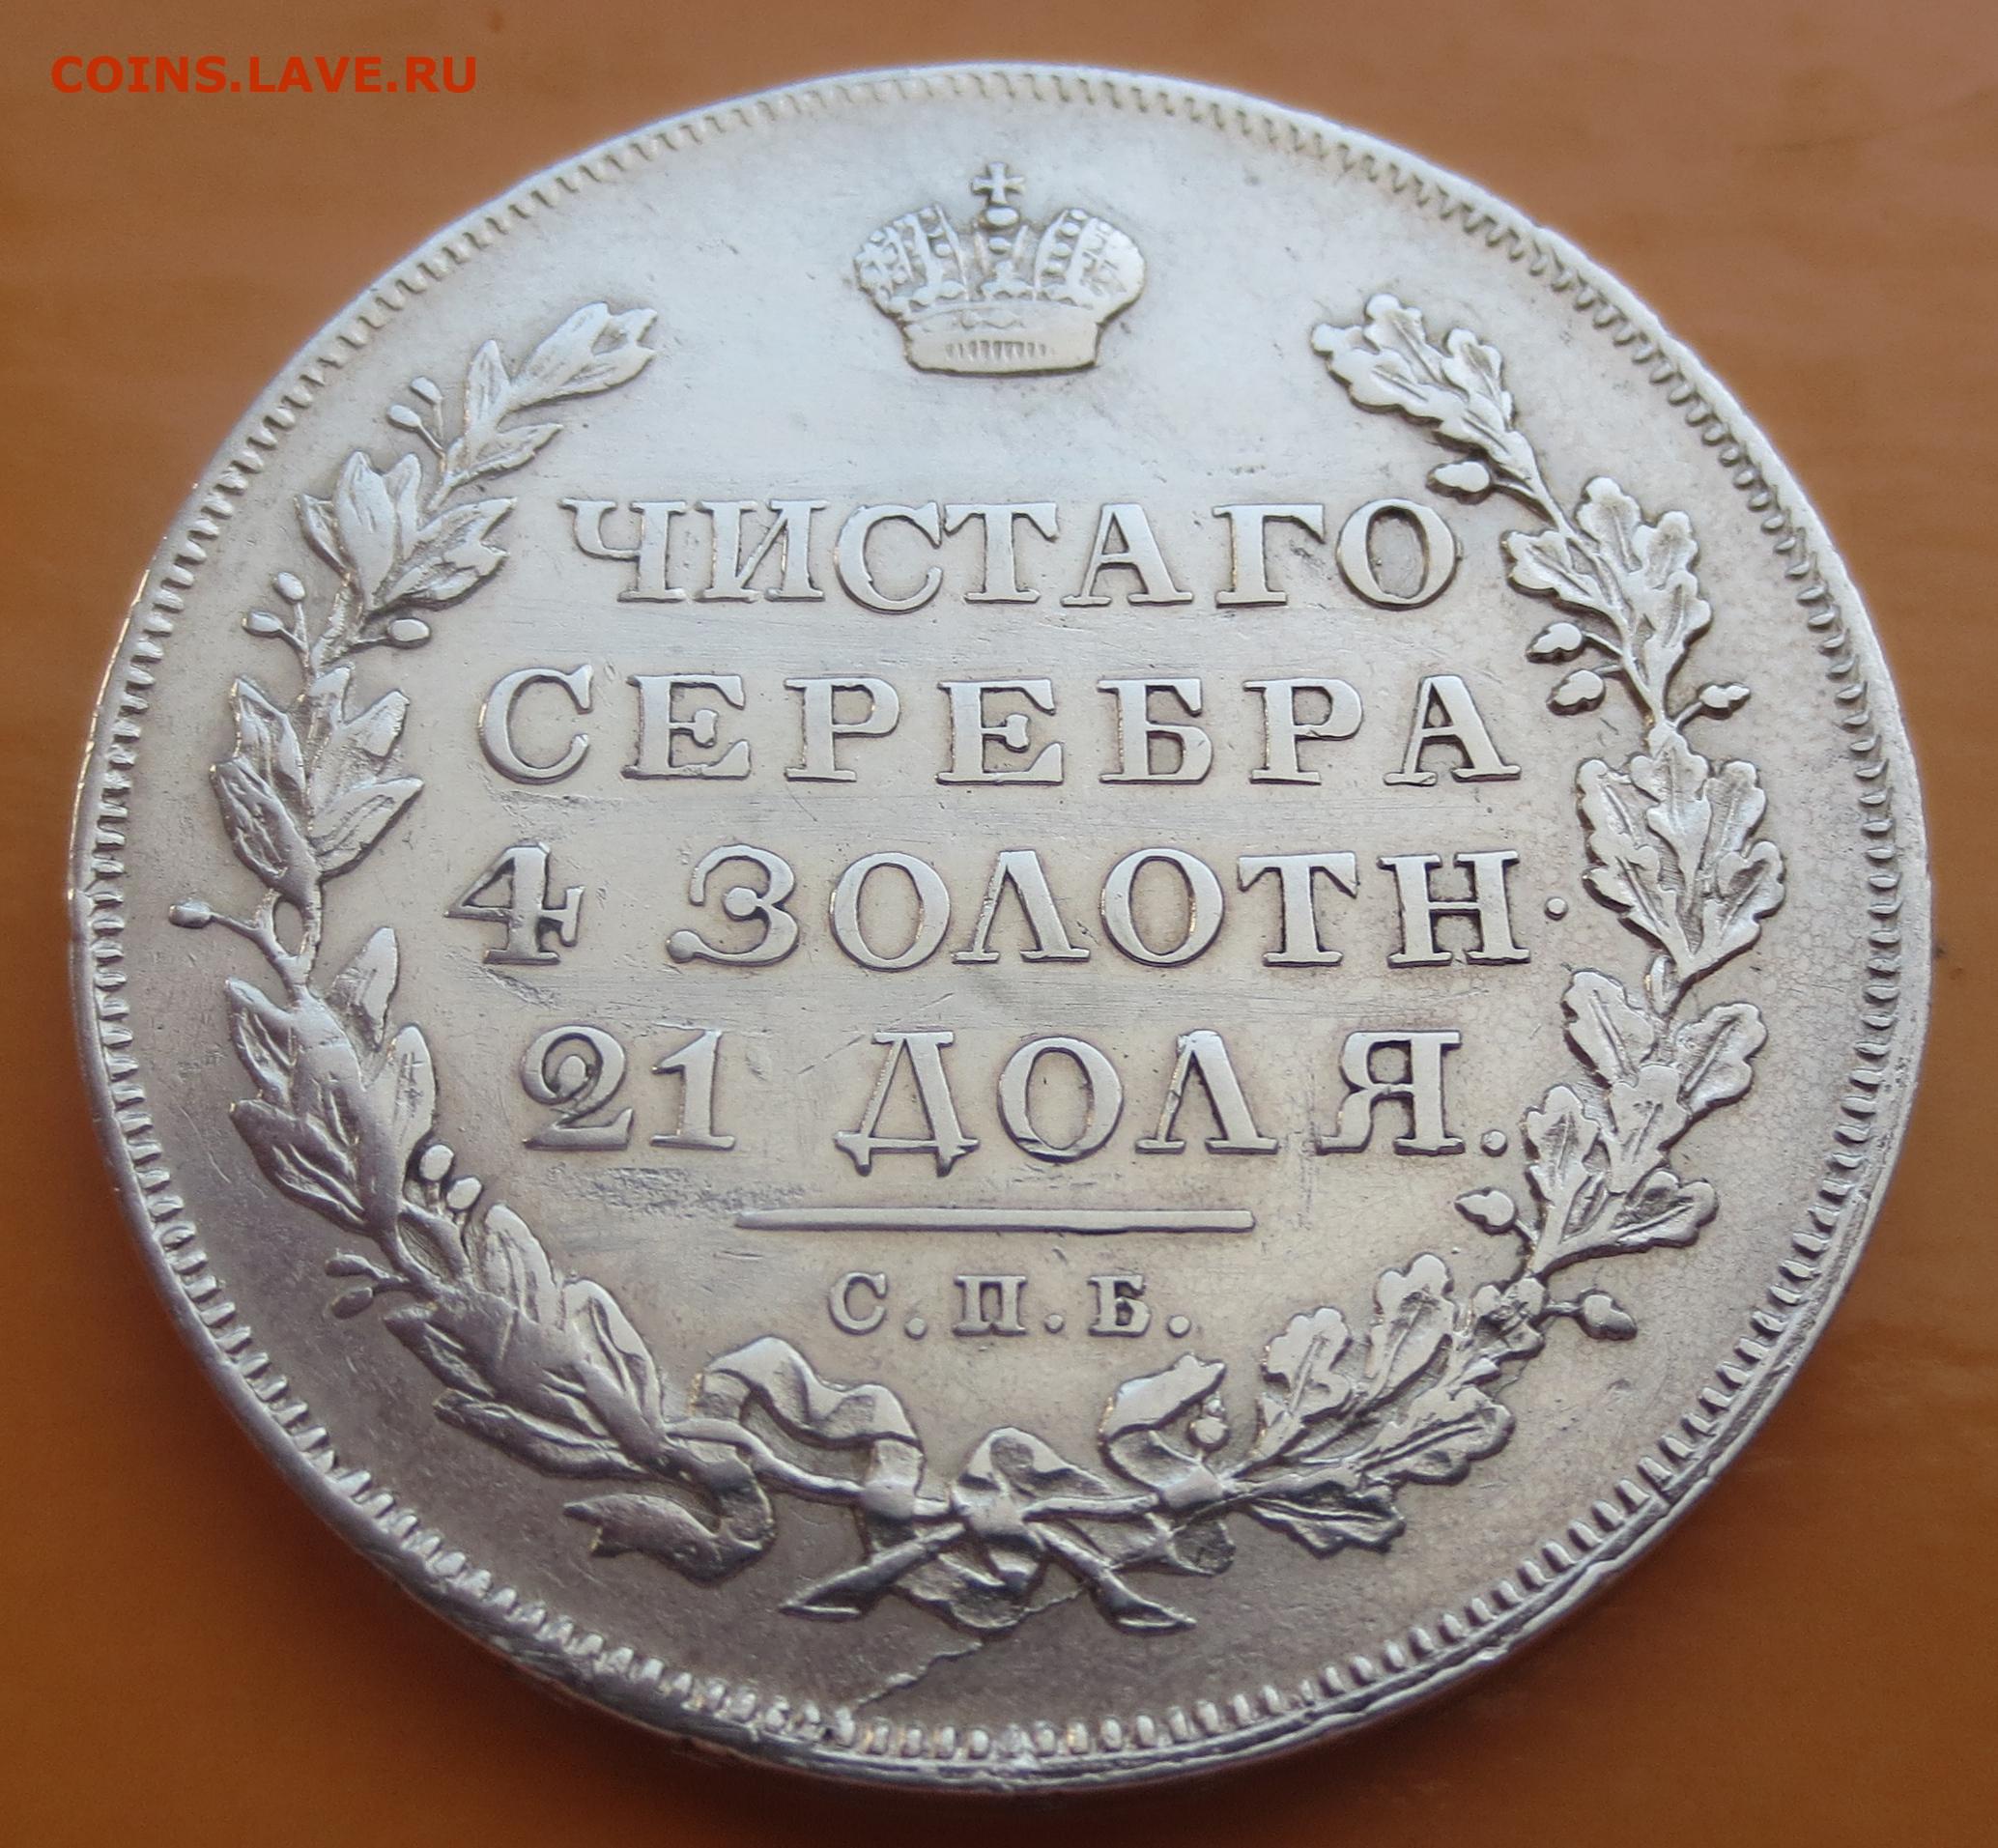 COINS.LAVE.RU
ЧИСТАГО
СЕРЕБРА
4 ЗОЛОТН.
21 ДОЛЯ.
С.П.Б.